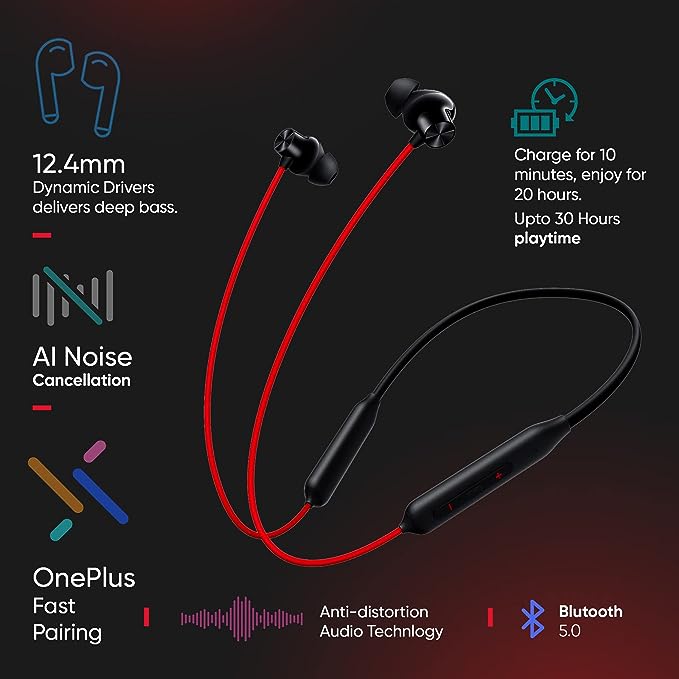 12.4mm
Dynamic Drivers
delivers deep bass.
Charge for 10
minutes, enjoy for
20 hours.
Upto 30 Hours
playtime
AI Noise
Cancellation
OnePlus
Fast
Pairing
Anti-distortion
Audio Technlogy
Blutooth
5.0